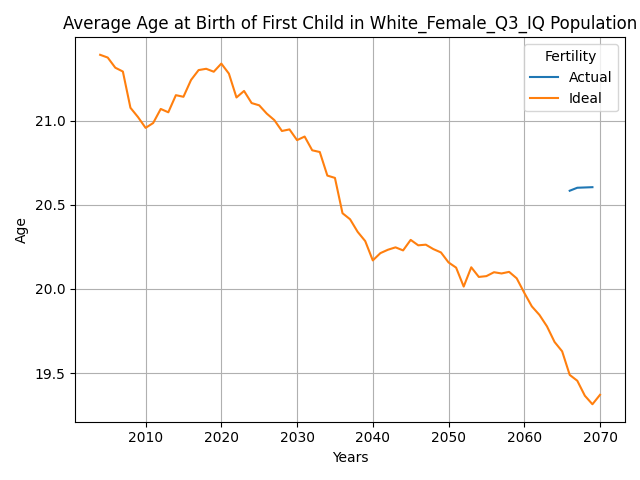 Average Age at Birth of First Child in White_Female_Q3_IQ Population
Fertility
Actual
Ideal
Age
21.0
20.5
20.0
19.5
2010 2020 2030 2040 2050 2060 2070
Years